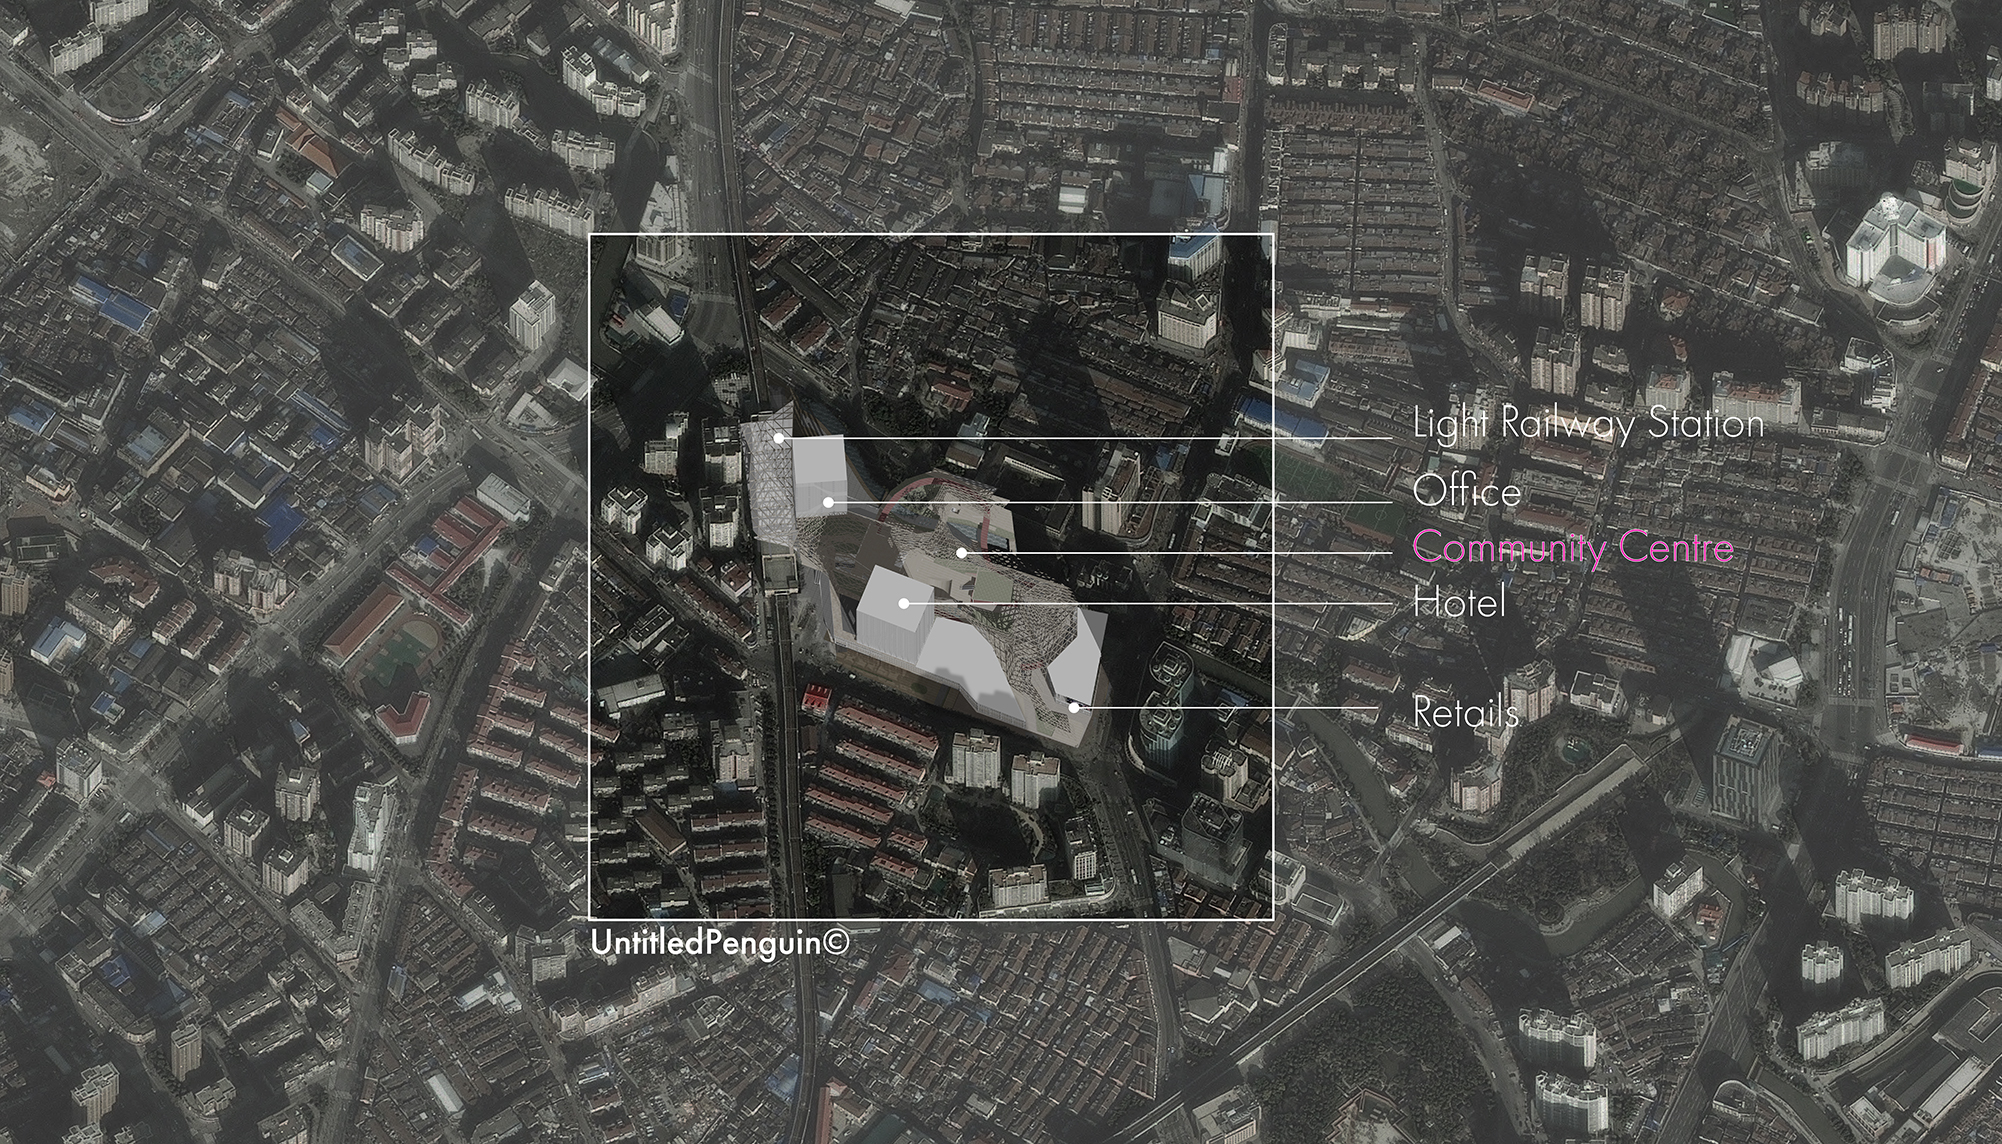 Light Railway Station
Office
Community Centre
Hotel
Retails
UntitledPenguin©